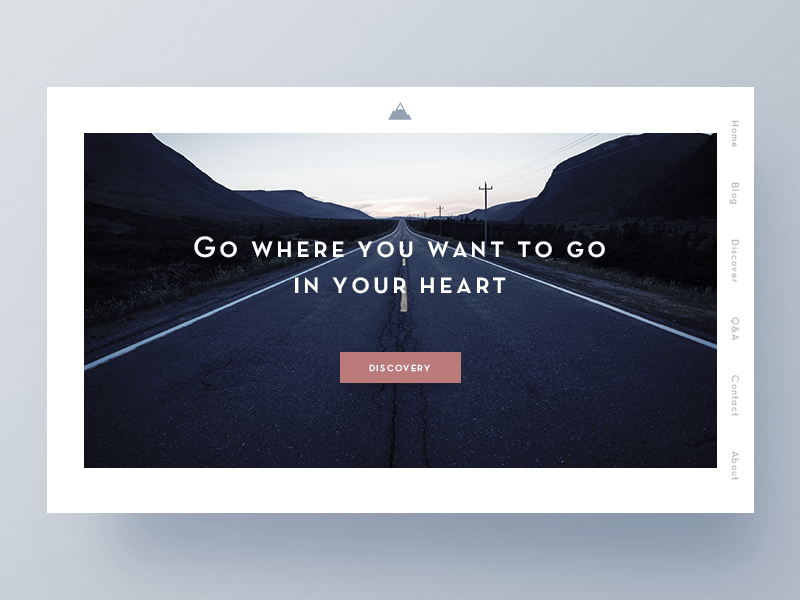 Go where you want to go
in your heart
DISCOVERY
Home
Blog
Discover
Q&A
Contact
About